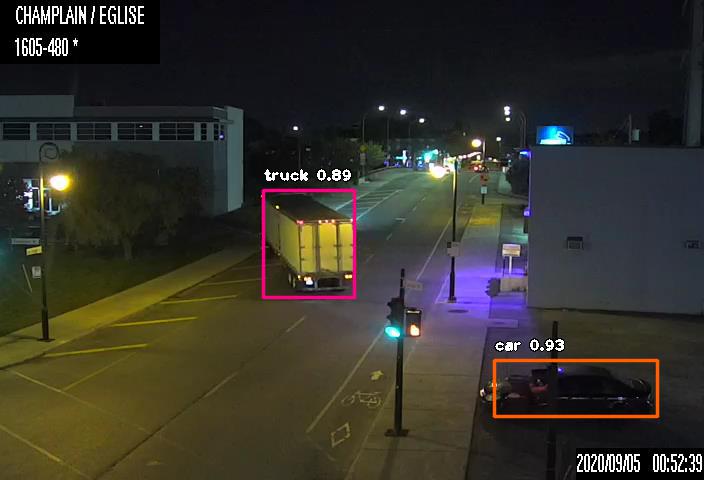 CHAMPLAIN / EGLISE
1605-480 *
truck 0.89
car 0.93
2020/09/05 00:52:39